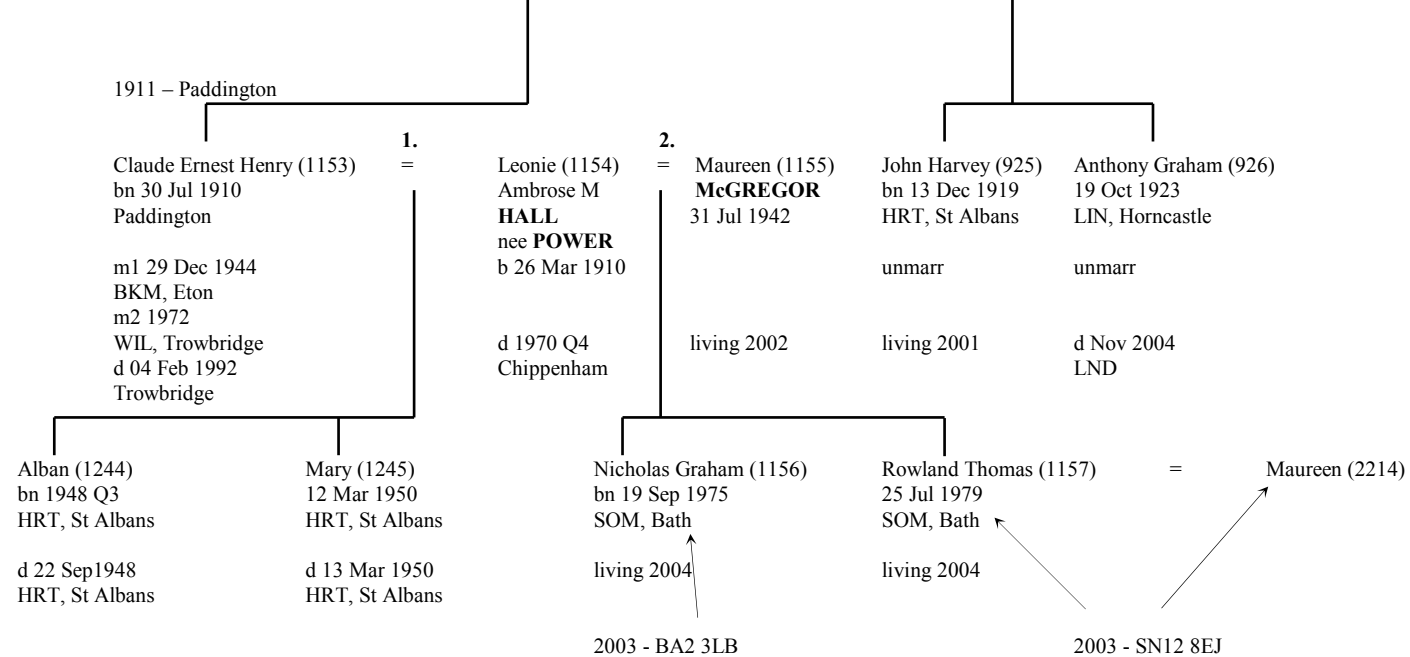 1911 – Paddington
1. 2.
Claude Ernest Henry (1153) = Leonie (1154) = Maureen (1155) John Harvey (925) Anthony Graham (926)
bn 30 Jul 1910 Ambrose M McGREGOR bn 13 Dec 1919 19 Oct 1923
Paddington HALL 31 Jul 1942 HRT, St Albans LIN, Horncastle
nee POWER
m1 29 Dec 1944 b 26 Mar 1910 unmarr unmarr
BKM, Eton
m2 1972
WIL, Trowbridge d 1970 Q4 living 2002 living 2001 d Nov 2004
d 04 Feb 1992 Chippenham LND
Trowbridge
Alban (1244) Mary (1245) Nicholas Graham (1156) Rowland Thomas (1157) = Maureen (2214)
bn 1948 Q3 12 Mar 1950 bn 19 Sep 1975 25 Jul 1979
HRT, St Albans HRT, St Albans SOM, Bath SOM, Bath
d 22 Sep1948 d 13 Mar 1950 living 2004 living 2004
HRT, St Albans HRT, St Albans
2003 - BA2 3LB 2003 - SN12 8EJ